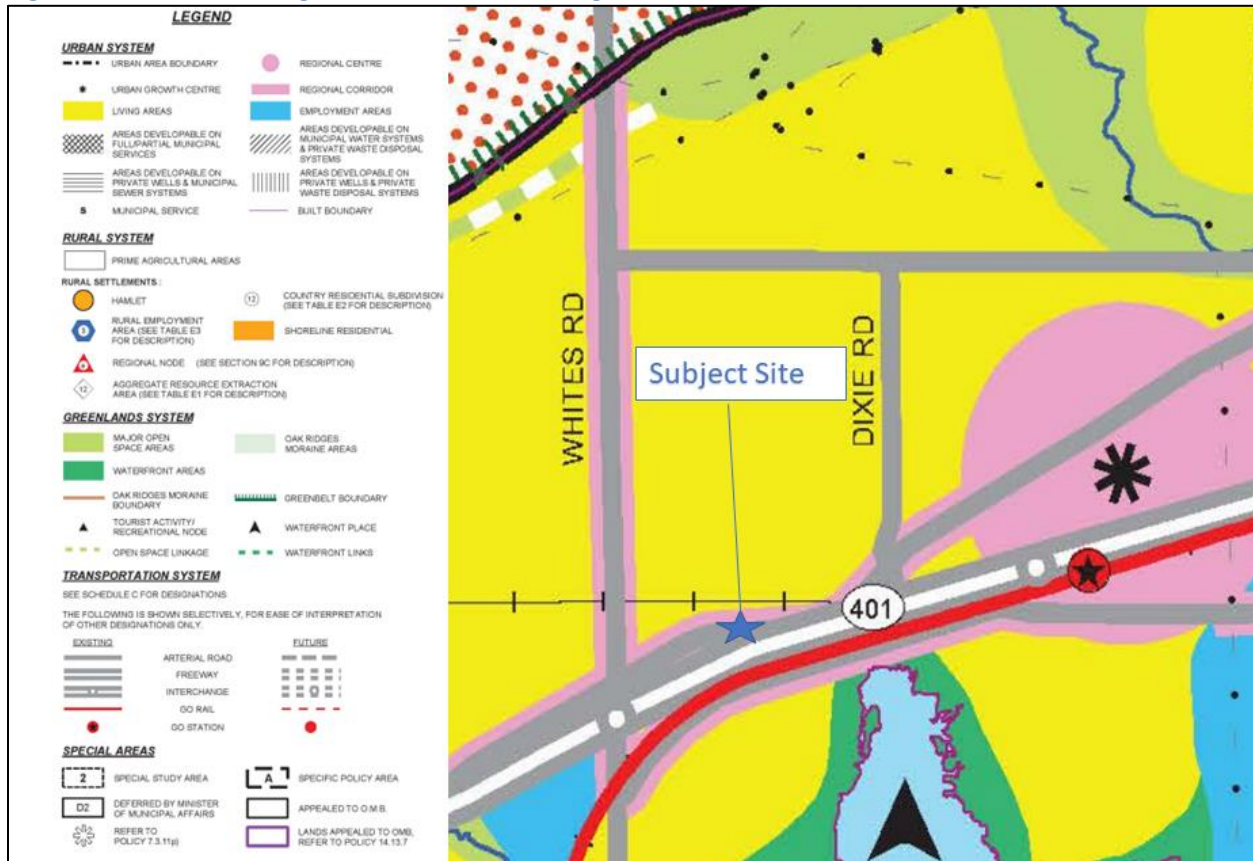 LEGEND
URBAN SYSTEM
URBAN AREA BOUNDARY
REGIONAL CENTRE
URBAN GROWTH CENTRE
REGIONAL CORRIDOR
LIVING AREAS
EMPLOYMENT AREAS
AREAS DEVELOPABLE ON
FULL/PARTIAL MUNICIPAL
SERVICES
AREAS DEVELOPABLE ON
MUNICIPAL WATER SYSTEMS
& PRIVATE WASTE DISPOSAL
SYSTEMS
AREAS DEVELOPABLE ON
PRIVATE WELLS & MUNICIPAL
SEWER SYSTEMS
AREAS DEVELOPABLE ON
PRIVATE WELLS & PRIVATE
WASTE DISPOSAL SYSTEMS
S MUNICIPAL SERVICE
BUILT BOUNDARY
RURAL SYSTEM
PRIME AGRICULTURAL AREAS
RURAL SETTLEMENTS :
HAMLET
12 COUNTRY RESIDENTIAL SUBDIVISION
(SEE TABLE E2 FOR DESCRIPTION)
RURAL EMPLOYMENT
AREA (SEE TABLE E3
FOR DESCRIPTION)
SHORELINE RESIDENTIAL
REGIONAL NODE (SEE SECTION 9C FOR DESCRIPTION)
12 AGGREGATE RESOURCE EXTRACTION
AREA (SEE TABLE E1 FOR DESCRIPTION)
GREENLANDS SYSTEM
MAJOR OPEN
SPACE AREAS
OAK RIDGES
MORAINE AREAS
WATERFRONT AREAS
OAK RIDGES MORAINE
BOUNDARY
GREENBELT BOUNDARY
TOURIST ACTIVITY/
RECREATIONAL NODE
WATERFRONT PLACE
OPEN SPACE LINKAGE
WATERFRONT LINKS
TRANSPORTATION SYSTEM
SEE SCHEDULE C FOR DESIGNATIONS
THE FOLLOWING IS SHOWN SELECTIVELY, FOR EASE OF INTERPRETATION
OF OTHER DESIGNATIONS ONLY.
EXISTING
FUTURE
ARTERIAL ROAD
FREEWAY
INTERCHANGE
GO RAIL
GO STATION
SPECIAL AREAS
2 SPECIAL STUDY AREA
A SPECIFIC POLICY AREA
D2 DEFERRED BY MINISTER
OF MUNICIPAL AFFAIRS
APPEALED TO O.M.B.
REFER TO
POLICY 7.3.11p)
LANDS APPEALED TO OMB,
REFER TO POLICY 14.13.7
WHITES RD
Subject Site
DIXIE RD
401